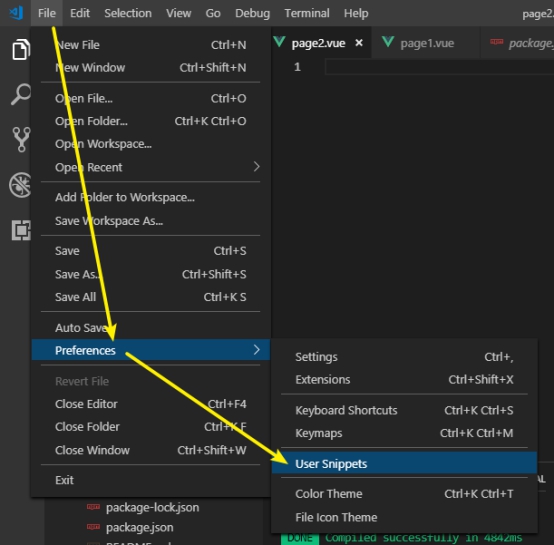 File Edit Selection View Go Debug Terminal Help page2.
page2.vue × page1.vue package.
1
New File Ctrl+N
New Window Ctrl+Shift+N
Open File... Ctrl+O
Open Folder... Ctrl+K Ctrl+O
Open Workspace...
Open Recent
Add Folder to Workspace...
Save Workspace As...
Save Ctrl+S
Save As... Ctrl+Shift+S
Save All Ctrl+K S
Auto Save
Preferences
Revert File
Close Editor Ctrl+F4
Close Folder Ctrl+K F
Close Window Ctrl+Shift+W
Exit
Settings Ctrl+,
Extensions Ctrl+Shift+X
Keyboard Shortcuts Ctrl+K Ctrl+S
Keymaps Ctrl+K Ctrl+M
User Snippets
Color Theme Ctrl+K Ctrl+T
File Icon Theme
AL
package-lock.json
package.json
DONE Compiled successfully in 4842ms